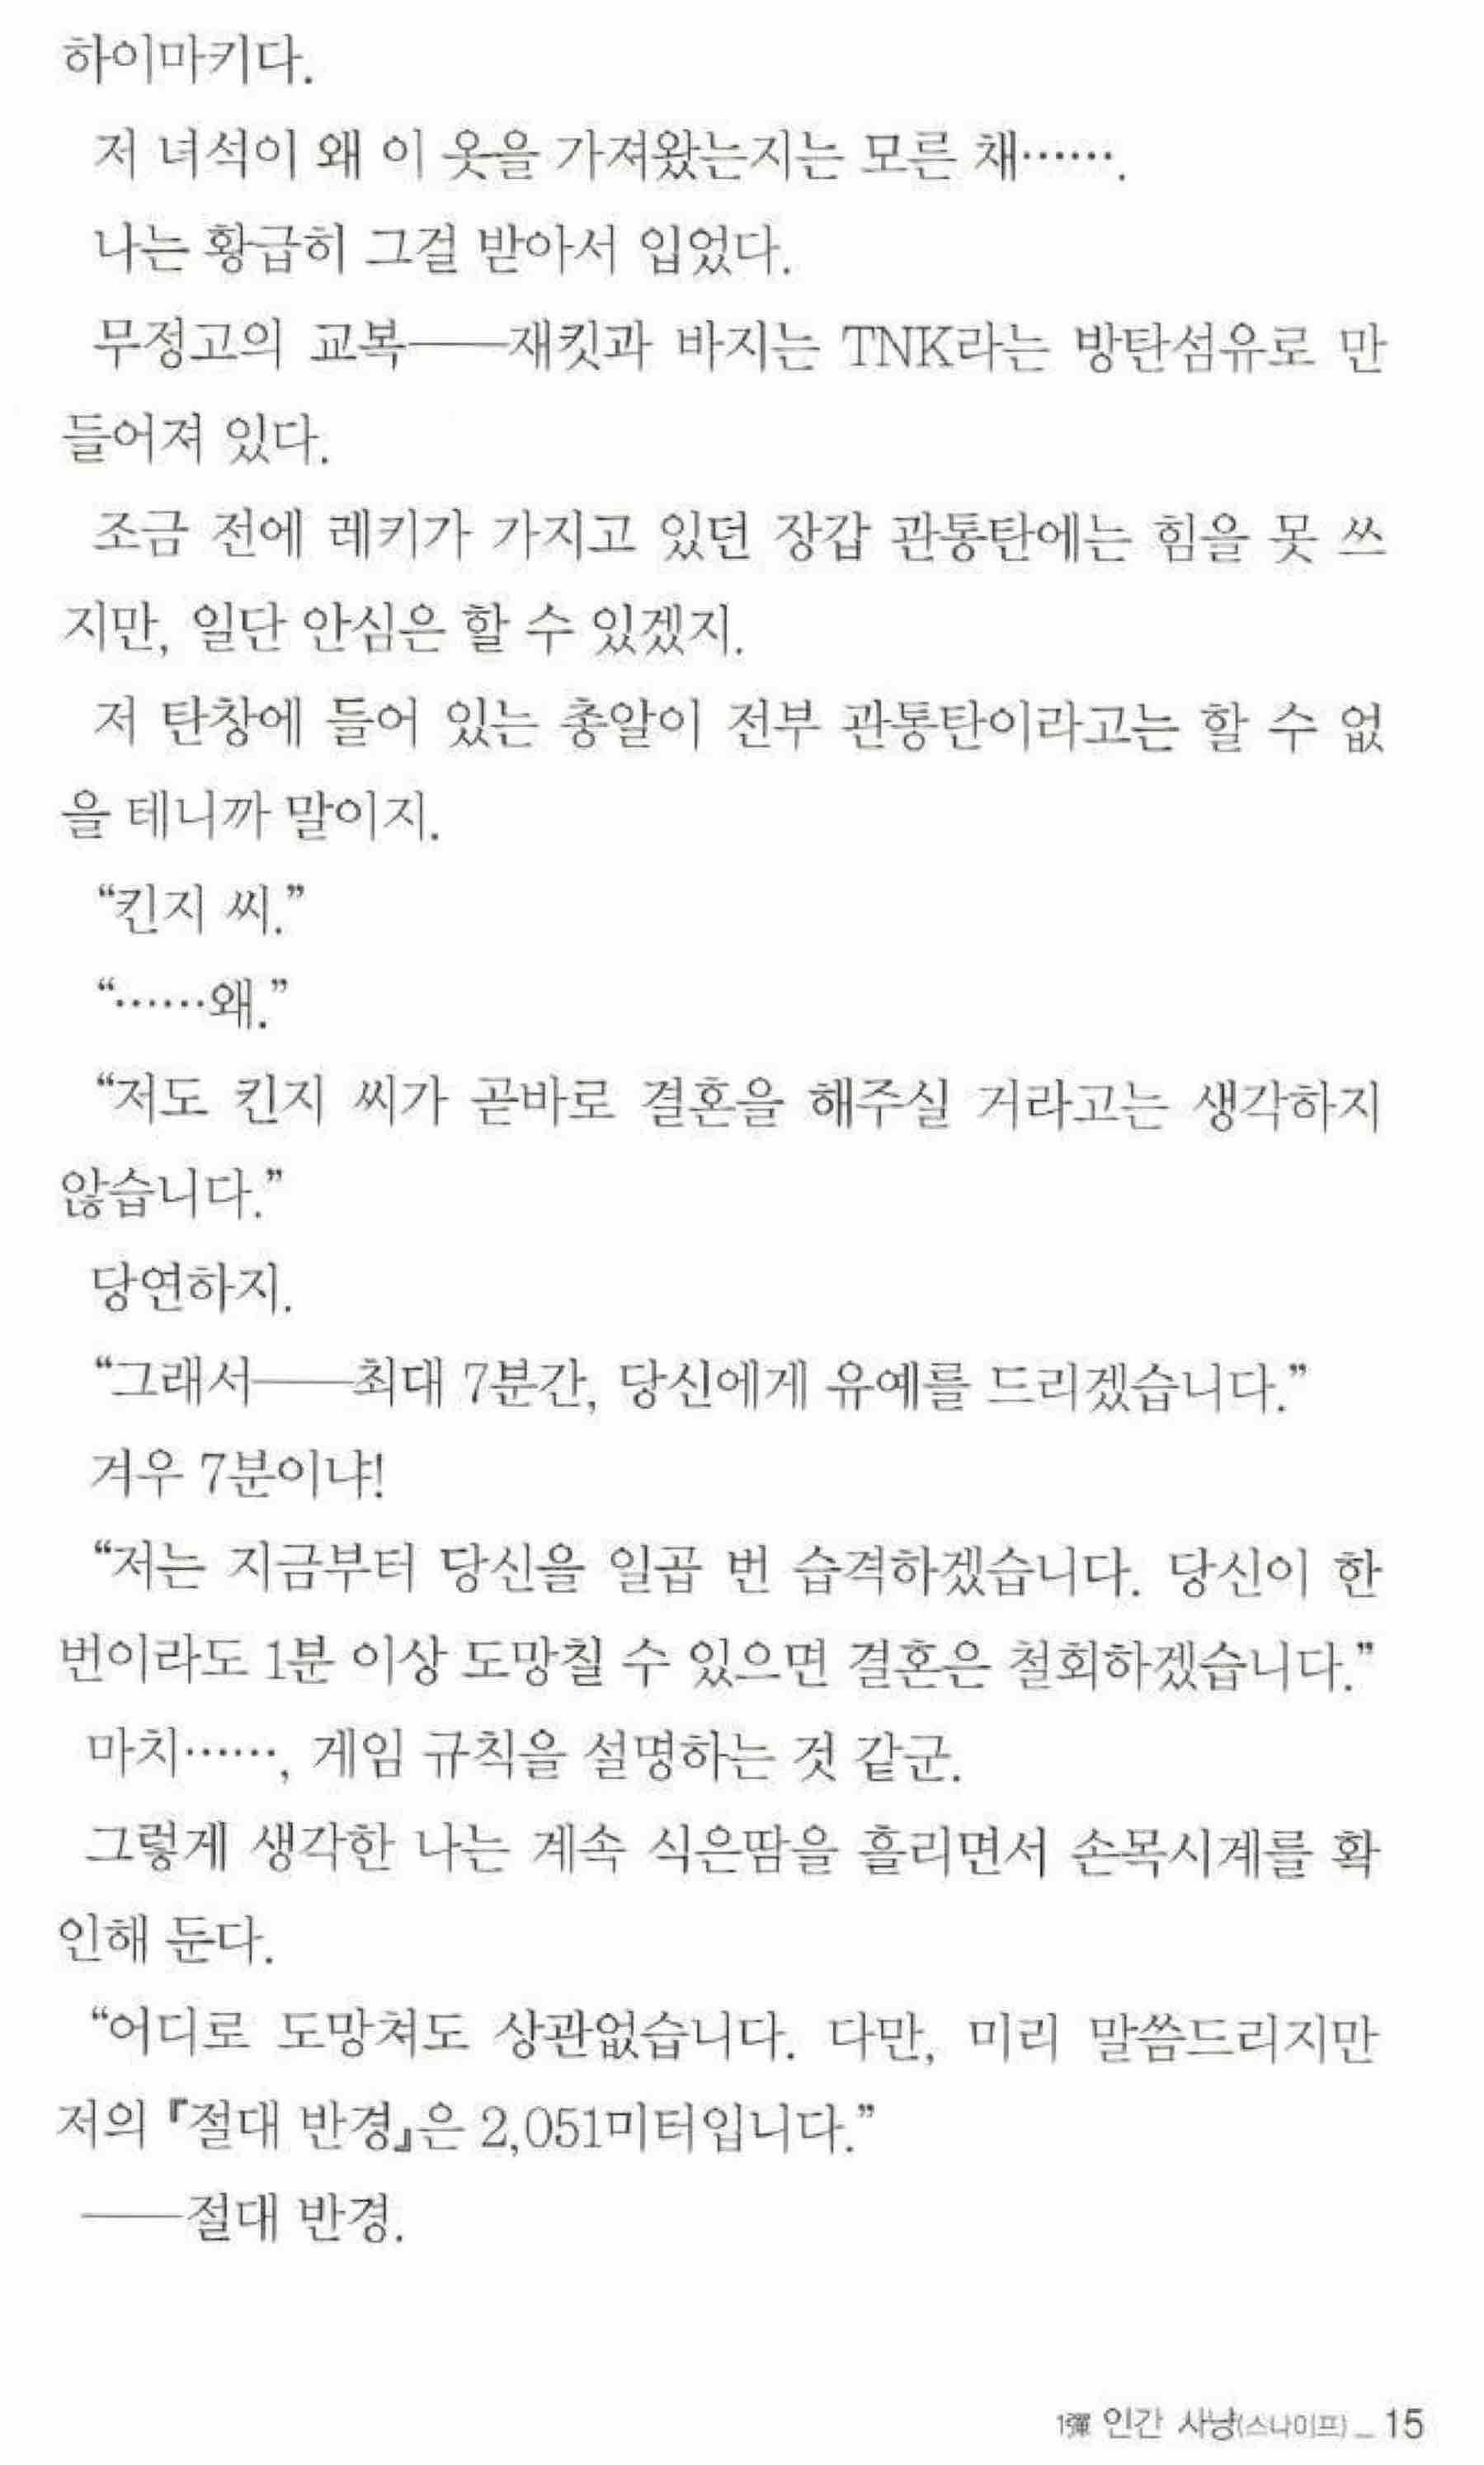 하이마키다.
저 녀석이 왜 이 옷을 가져왔는지는 모른 채…….
나는 황급히 그걸 받아서 입었다.
무정고의 교복――재킷과 바지는 TNK라는 방탄섬유로 만
들어져 있다.
조금 전에 레키가 가지고 있던 장갑 관통탄에는 힘을 못 쓰
지만, 일단 안심은 할 수 있겠지.
저 탄창에 들어 있는 총알이 전부 관통탄이라고는 할 수 없
을 테니까 말이지.
“킨지 씨.”
“……왜.”
“저도 킨지 씨가 곧바로 결혼을 해주실 거라고는 생각하지
않습니다.”
당연하지.
“그래서――최대 7분간, 당신에게 유예를 드리겠습니다.”
겨우 7분이냐!
“저는 지금부터 당신을 일곱 번 습격하겠습니다. 당신이 한
번이라도 1분 이상 도망칠 수 있으면 결혼은 철회하겠습니다.”
마치……, 게임 규칙을 설명하는 것 같군.
그렇게 생각한 나는 계속 식은땀을 흘리면서 손목시계를 확
인해 둔다.
“어디로 도망쳐도 상관없습니다. 다만, 미리 말씀드리지만
저의 『절대 반경』은 2,051미터입니다.”
――절대 반경.
1彈 인간 사냥(스나이프) _ 15